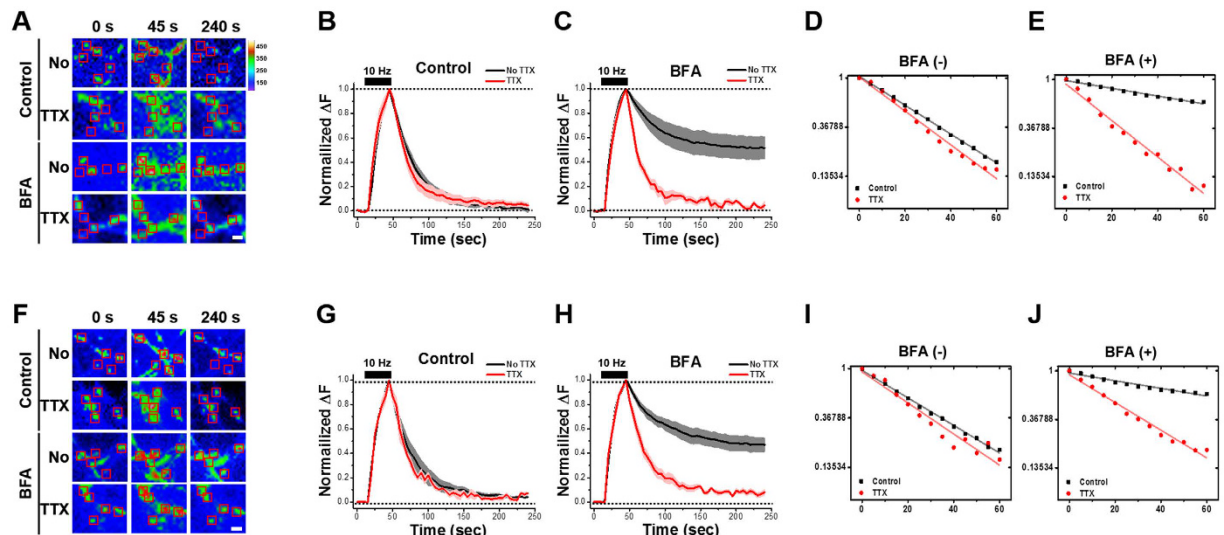 A
0 s 45 s 240 s
Control
No
TTX
BFA
No
TTX
450
350
250
150
B
10 Hz Control
No TTX
TTX
Normailized ΔF
1.0
0.8
0.6
0.4
0.2
0.0
0 50 100 150 200 250
Time (sec)
C
10 Hz BFA
No TTX
TTX
Normailized ΔF
1.0
0.8
0.6
0.4
0.2
0.0
0 50 100 150 200 250
Time (sec)
D
BFA (-)
1
0.36788
0.13534
Control
TTX
0 20 40 60
E
BFA (+)
1
0.36788
0.13534
Control
TTX
0 20 40 60
F
0 s 45 s 240 s
Control
No
TTX
BFA
No
TTX
G
10 Hz Control
No TTX
TTX
Normailized ΔF
1.0
0.8
0.6
0.4
0.2
0.0
0 50 100 150 200 250
Time (sec)
H
10 Hz BFA
No TTX
TTX
Normailized ΔF
1.0
0.8
0.6
0.4
0.2
0.0
0 50 100 150 200 250
Time (sec)
I
BFA (-)
1
0.36788
0.13534
Control
TTX
0 20 40 60
J
BFA (+)
1
0.36788
0.13534
Control
TTX
0 20 40 60